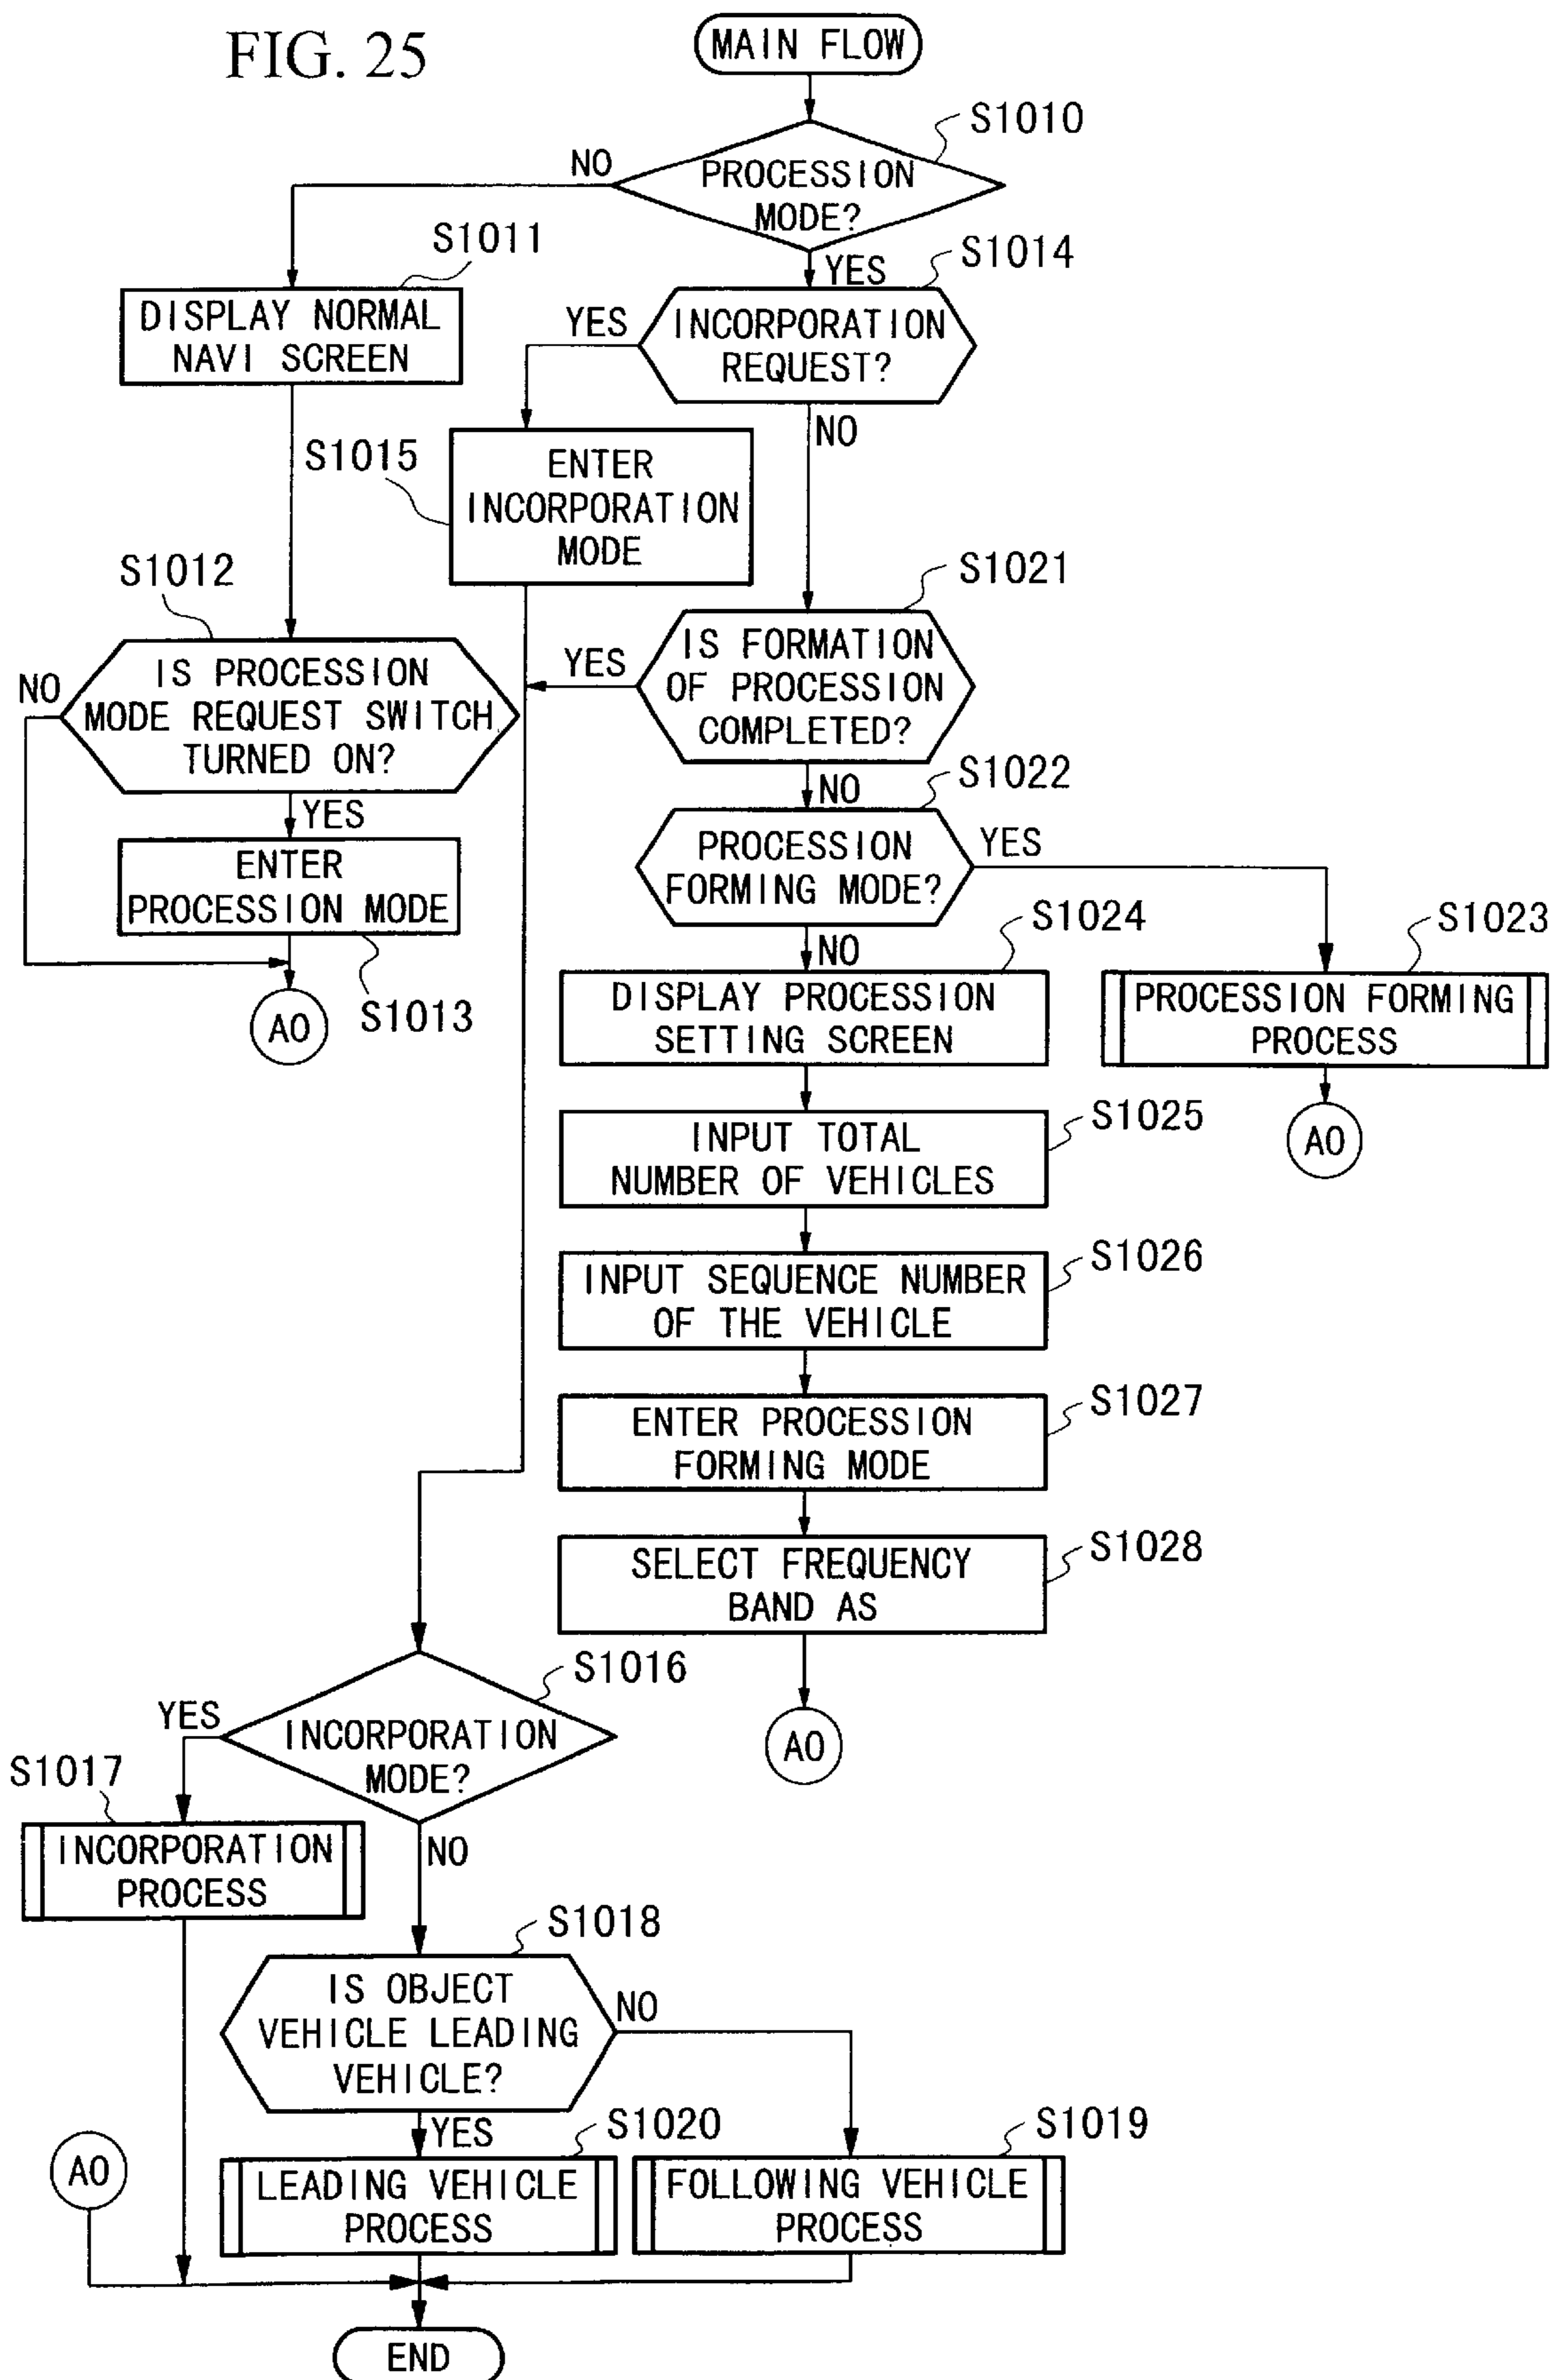 FIG. 25
MAIN FLOW
S1010
NO
PROCESSION
MODE?
S1011
YES
S1014
DISPLAY NORMAL
NAVI SCREEN
YES
INCORPORATION
REQUEST?
NO
S1015
ENTER
INCORPORATION
MODE
S1012
S1021
IS PROCESSION
MODE REQUEST SWITCH
TURNED ON?
NO
YES
IS FORMATION
OF PROCESSION
COMPLETED?
NO
S1022
YES
ENTER
PROCESSION MODE
S1013
A0
PROCESSION
FORMING MODE?
YES
NO
S1024
S1023
DISPLAY PROCESSION
SETTING SCREEN
PROCESSION FORMING
PROCESS
A0
S1025
INPUT TOTAL
NUMBER OF VEHICLES
S1026
INPUT SEQUENCE NUMBER
OF THE VEHICLE
S1027
ENTER PROCESSION
FORMING MODE
S1028
SELECT FREQUENCY
BAND AS
A0
S1016
YES
INCORPORATION
MODE?
S1017
NO
INCORPORATION
PROCESS
S1018
IS OBJECT
VEHICLE LEADING
VEHICLE?
NO
YES
S1020
S1019
A0
LEADING VEHICLE
PROCESS
FOLLOWING VEHICLE
PROCESS
END